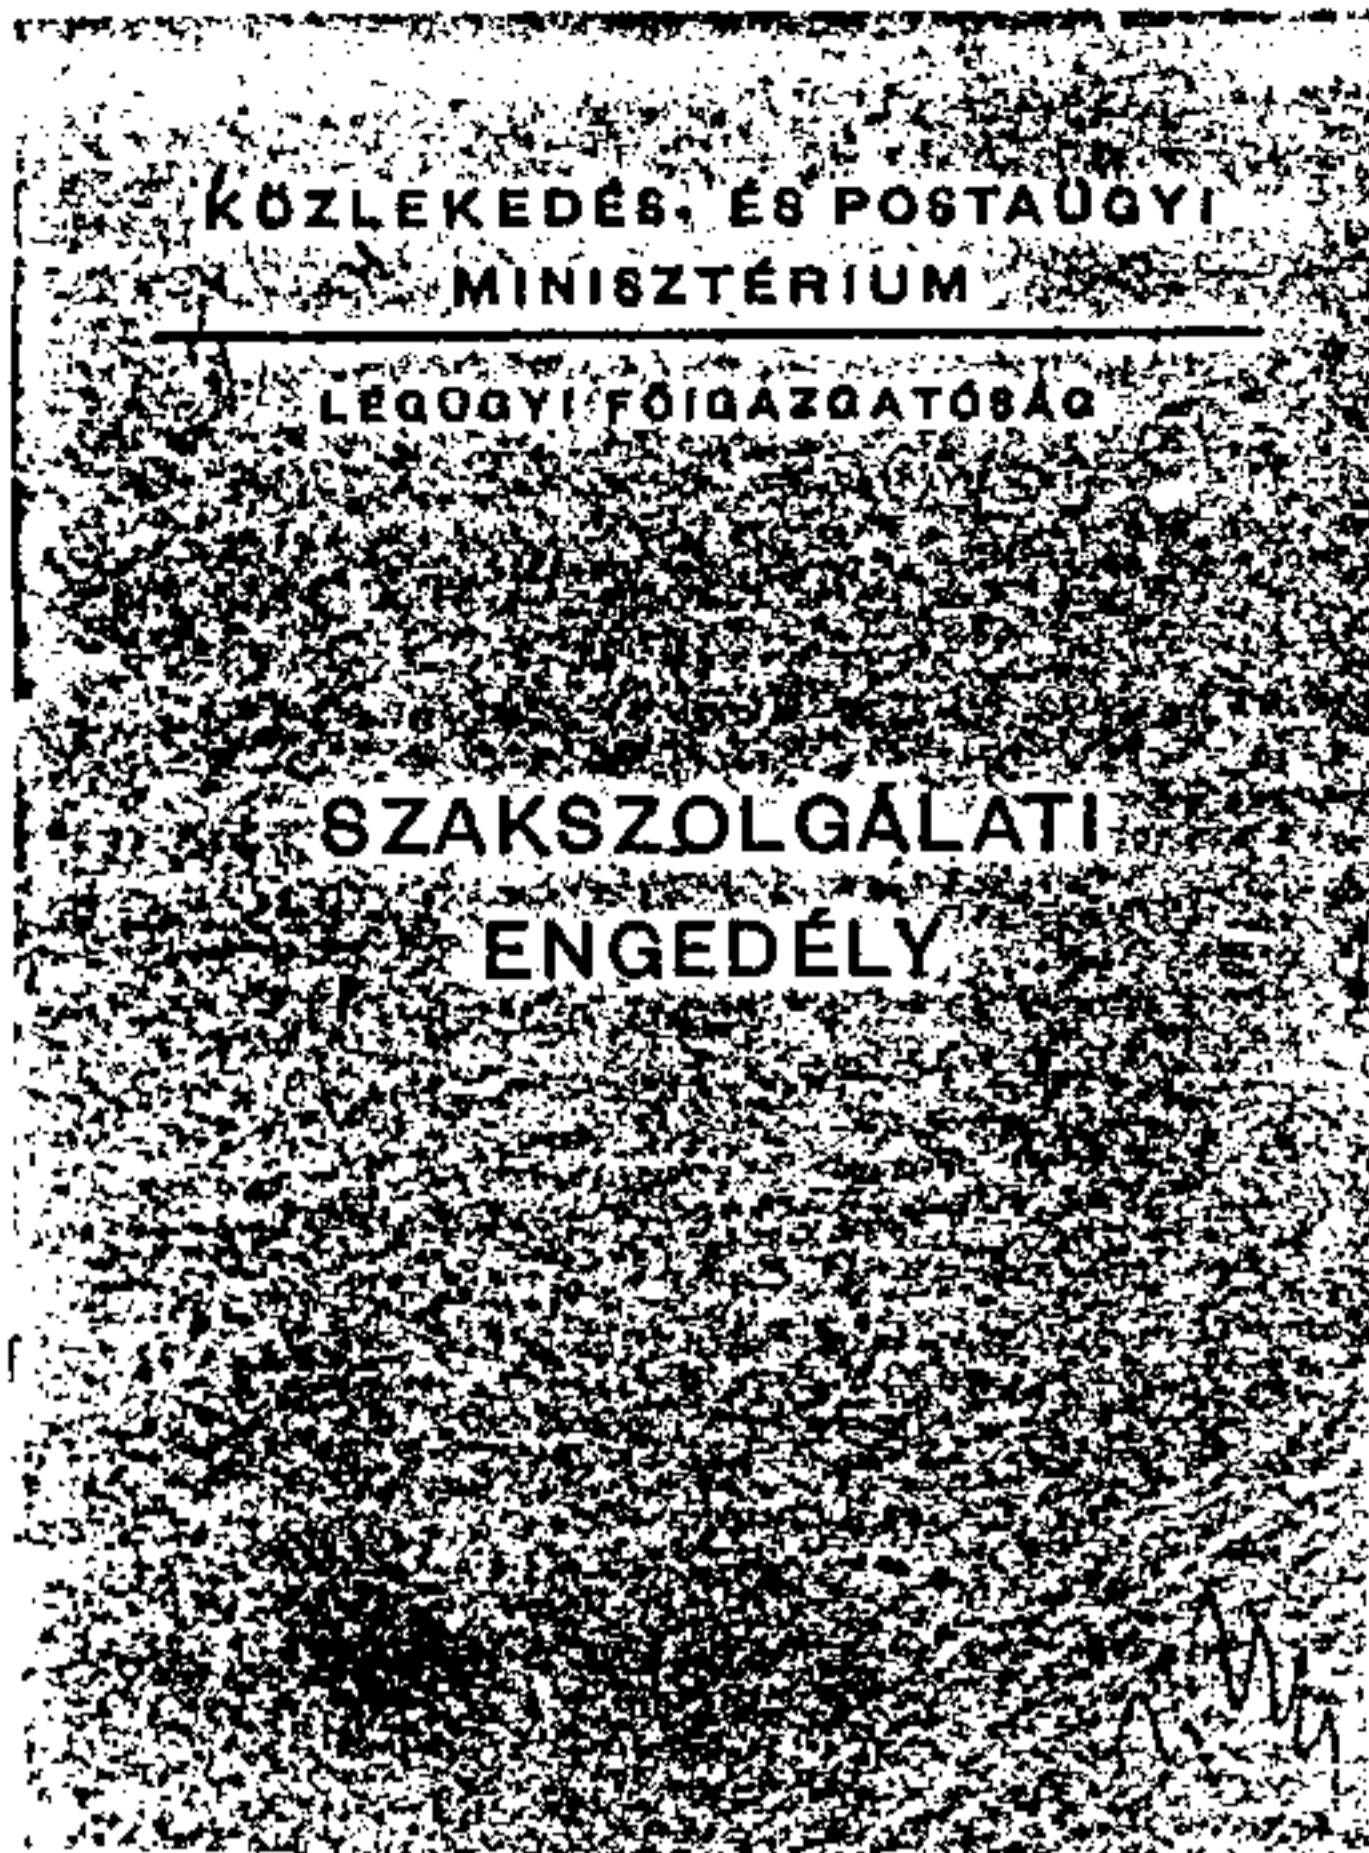 KÖZLEKEDÉS- ÉS POSTAÜGYI
MINISZTÉRIUM
LÉGÜGYI FŐIGAZGATÓSÁG
SZAKSZOLGÁLATI
ENGEDÉLY